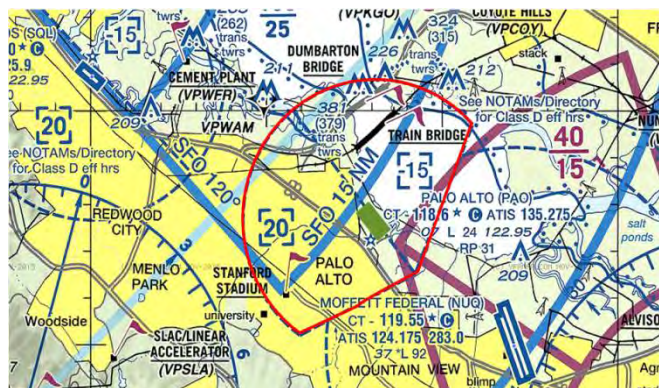 (262)
twrs
(VPKGO)
25
324
(315)
COYOTE HILLS
(VPCOY)
OS (SQL)
25.9
22.95
-15
DUMBARTON
BRIDGE
226
trans
twrs
stack
CEMENT PLANT
(VPWFR)
211
212
381
(379)
trans
twrs
See NOTAMs/Directory
for Class D eff hrs
209
VPWAM
20
TRAIN BRIDGE
40
15
See NOTAMs/Directory
for Class D eff hrs
SFO 120°
SFO 15 NM
-15
PALO ALTO (PAO)
CT - 118.6 * C ATIS 135.275
07 L 24 122.95
RP 31
REDWOOD
CITY
20
salt
ponds
209
MENLO
PARK
3
PALO
ALTO
STANFORD
STADIUM
MOFFETT FEDERAL (NUQ)
CT - 119.55 * C
ATIS 124.175 283.0
37 *L 92
university
Woodside
SLAC/LINEAR
ACCELERATOR
(VPSLA)
6
ALVISO
MOUNTAIN VIEW
blimp